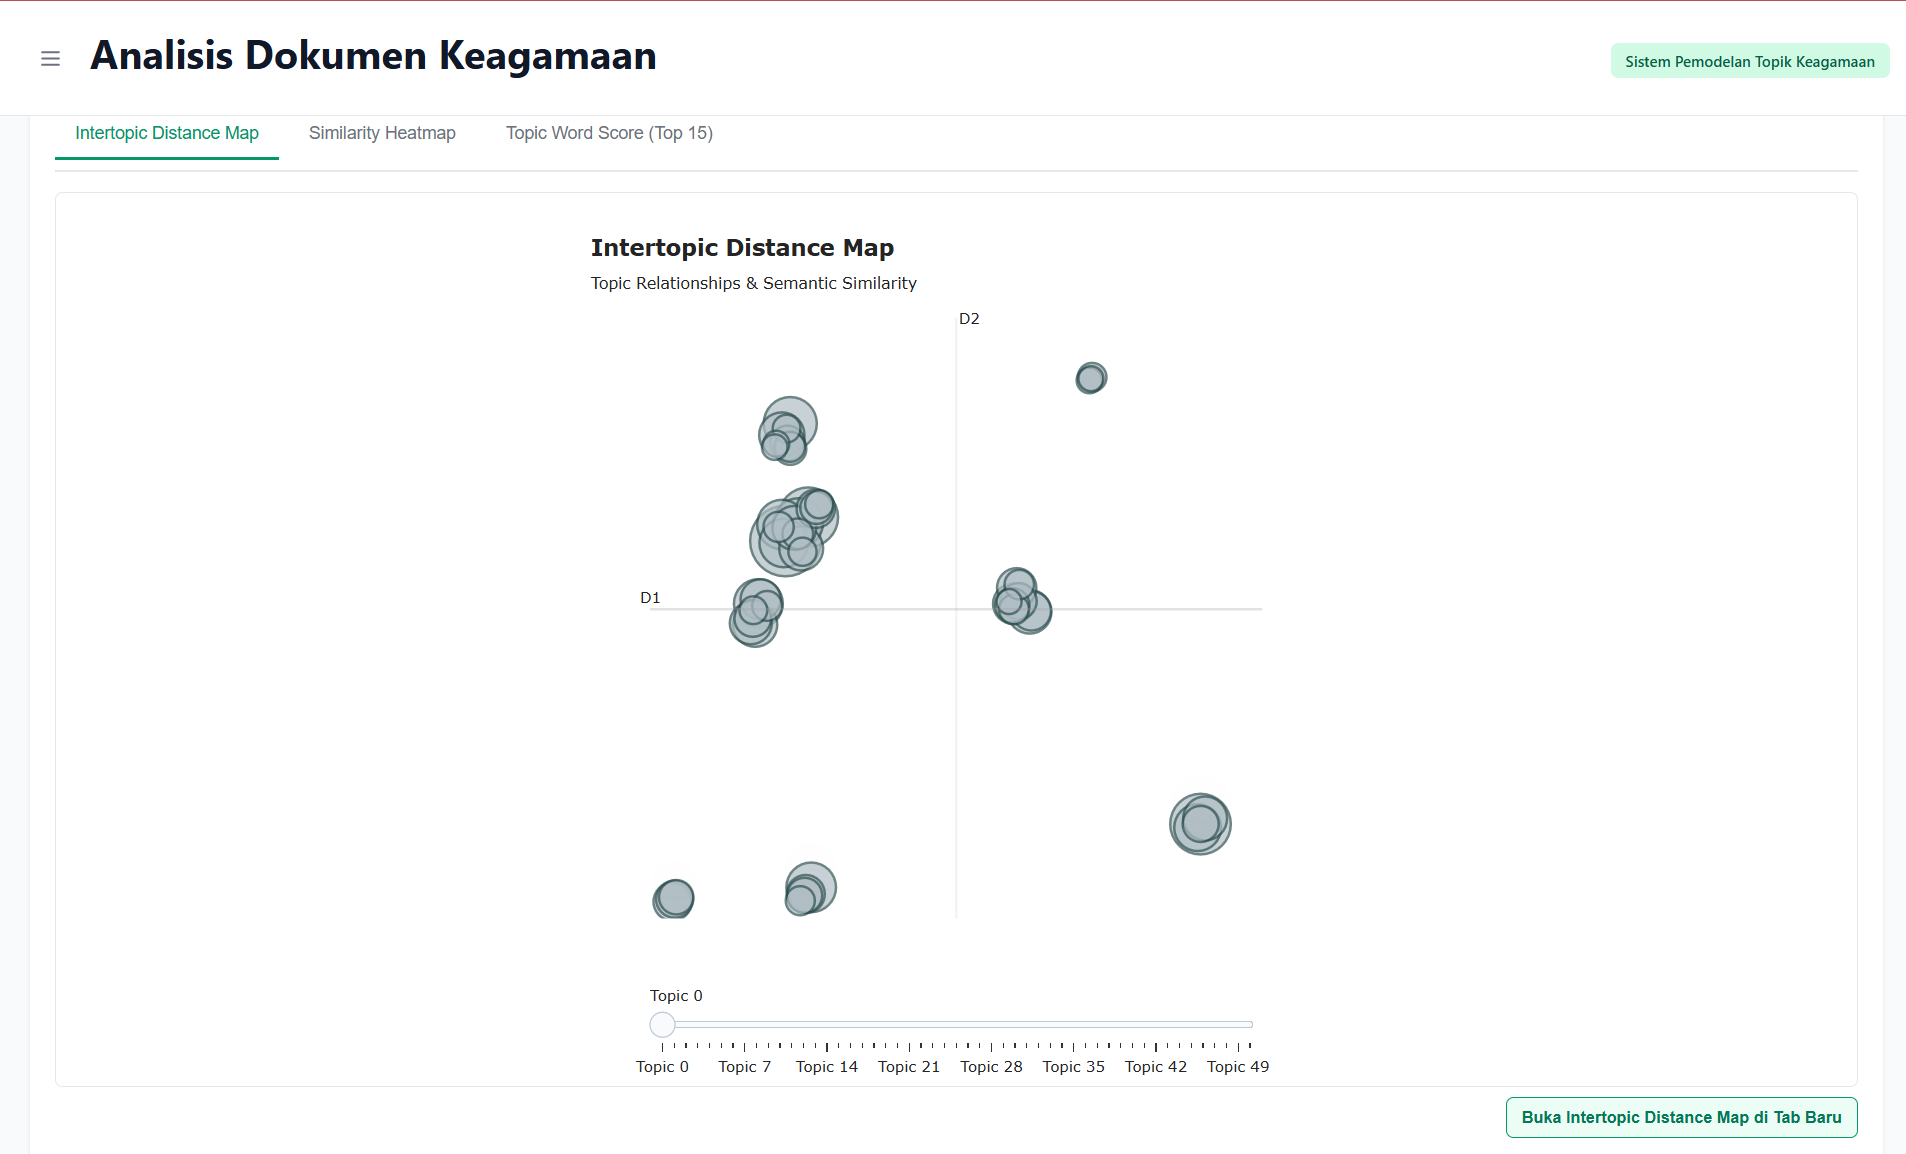 Analisis Dokumen Keagamaan
Sistem Pemodelan Topik Keagamaan
Intertopic Distance Map
Similarity Heatmap
Topic Word Score (Top 15)
Intertopic Distance Map
Topic Relationships & Semantic Similarity
D2
D1
Topic 0
Topic 0
Topic 7
Topic 14
Topic 21
Topic 28
Topic 35
Topic 42
Topic 49
Buka Intertopic Distance Map di Tab Baru